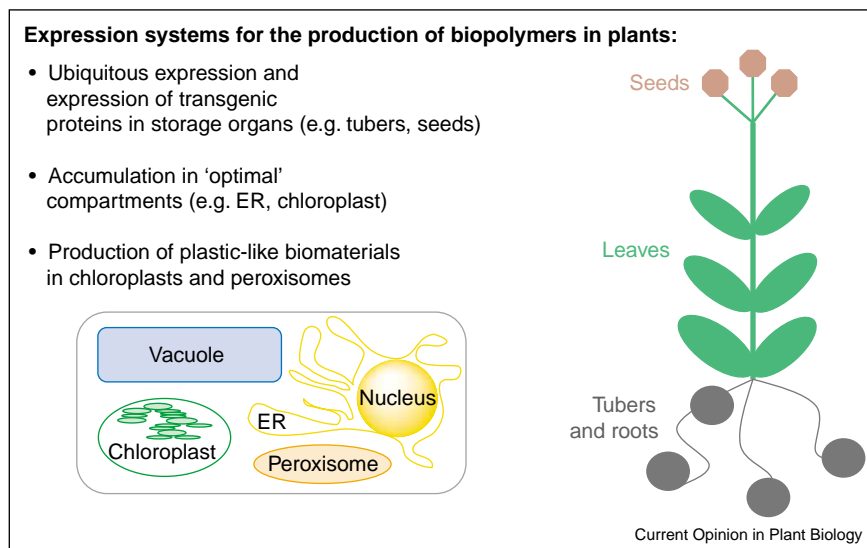 Expression systems for the production of biopolymers in plants:
• Ubiquitous expression and
expression of transgenic
proteins in storage organs (e.g. tubers, seeds)
• Accumulation in ‘optimal’
compartments (e.g. ER, chloroplast)
• Production of plastic-like biomaterials
in chloroplasts and peroxisomes
Vacuole
Nucleus
ER
Chloroplast
Peroxisome
Seeds
Leaves
Tubers
and roots
Current Opinion in Plant Biology